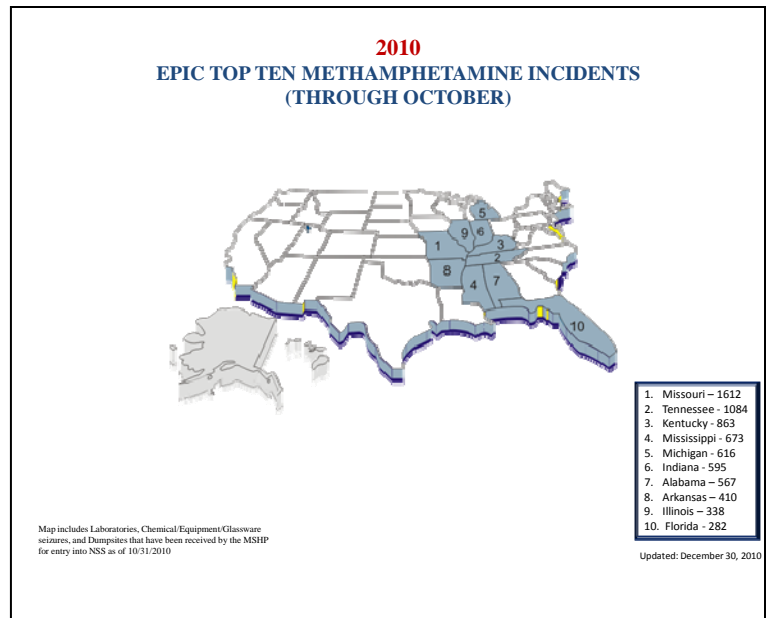 2010
EPIC TOP TEN METHAMPHETAMINE INCIDENTS
(THROUGH OCTOBER)
5
9
6
1
3
2
8
4
7
10
1. Missouri – 1612
2. Tennessee - 1084
3. Kentucky - 863
4. Mississippi - 673
5. Michigan - 616
6. Indiana - 595
7. Alabama – 567
8. Arkansas – 410
9. Illinois – 338
10. Florida - 282
Map includes Laboratories, Chemical/Equipment/Glassware
seizures, and Dumpsites that have been received by the MSHP
for entry into NSS as of 10/31/2010
Updated: December 30, 2010